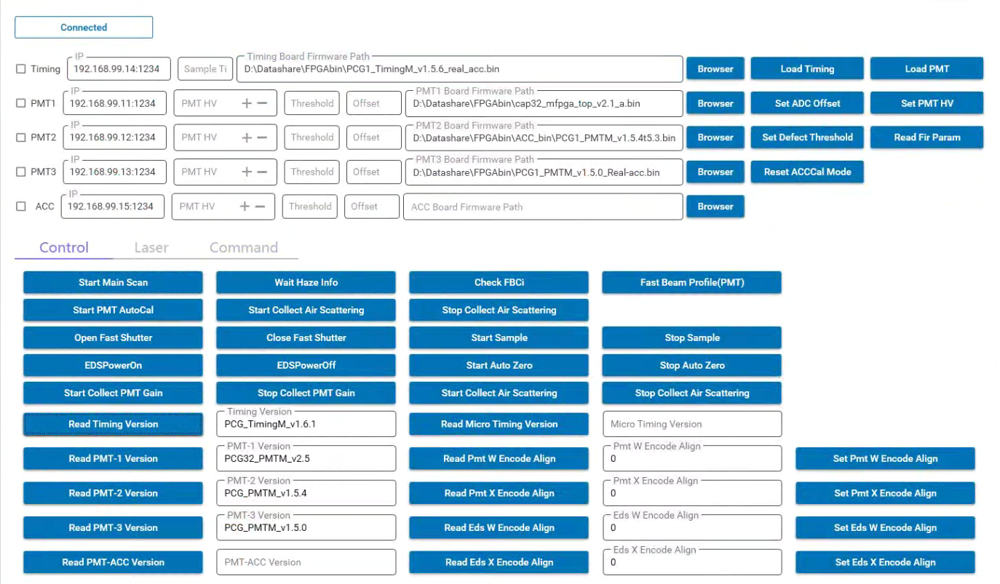 Connected
IP
Timing Board Firmware Path
Timing 192.168.99.14:1234 Sample Ti D:\Datashare\FPGAbin\PCG1_TimingM_v1.5.6_real_acc.bin Browser Load Timing Load PMT
IP
PMT1 Board Firmware Path
PMT1 192.168.99.11:1234 PMT HV Threshold Offset D:\Datashare\FPGAbin\cap32_mfpga_top_v2.1_a.bin Browser Set ADC Offset Set PMT HV
IP
PMT2 Board Firmware Path
PMT2 192.168.99.12:1234 PMT HV Threshold Offset D:\Datashare\FPGAbin\ACC_bin\PCG1_PMTM_v1.5.4t5.3.bin Browser Set Defect Threshold Read Fir Param
IP
PMT3 Board Firmware Path
PMT3 192.168.99.13:1234 PMT HV Threshold Offset D:\Datashare\FPGAbin\PCG1_PMTM_v1.5.0_Real-acc.bin Browser Reset ACCCal Mode
IP
ACC 192.168.99.15:1234 PMT HV Threshold Offset ACC Board Firmware Path Browser
Control Laser Command
Start Main Scan Wait Haze Info Check FBCi Fast Beam Profile(PMT)
Start PMT AutoCal Start Collect Air Scattering Stop Collect Air Scattering
Open Fast Shutter Close Fast Shutter Start Sample Stop Sample
EDSPowerOn EDSPowerOff Start Auto Zero Stop Auto Zero
Start Collect PMT Gain Stop Collect PMT Gain Start Collect Air Scattering Stop Collect Air Scattering
Timing Version
Read Timing Version PCG_TimingM_v1.6.1 Read Micro Timing Version Micro Timing Version
PMT-1 Version Pmt W Encode Align
Read PMT-1 Version PCG32_PMTM_v2.5 Read Pmt W Encode Align 0 Set Pmt W Encode Align
PMT-2 Version Pmt X Encode Align
Read PMT-2 Version PCG_PMTM_v1.5.4 Read Pmt X Encode Align 0 Set Pmt X Encode Align
PMT-3 Version Eds W Encode Align
Read PMT-3 Version PCG_PMTM_v1.5.0 Read Eds W Encode Align 0 Set Eds W Encode Align
Eds X Encode Align
Read PMT-ACC Version PMT-ACC Version Read Eds X Encode Align 0 Set Eds X Encode Align